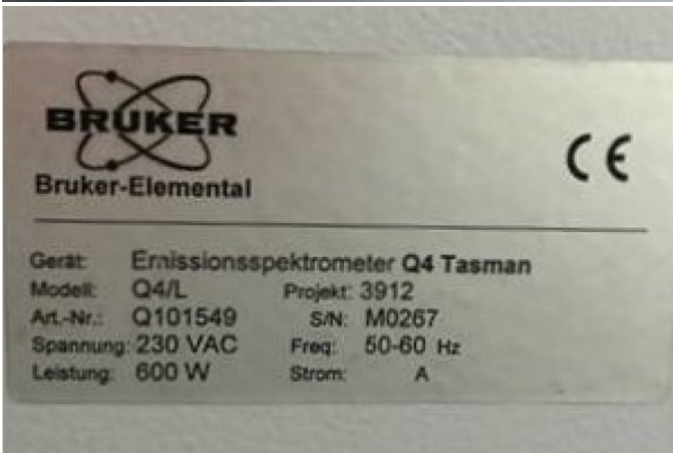 BRUKER
Bruker-Elemental
CE
Gerät: Emissionsspektrometer Q4 Tasman
Modell: Q4/L Projekt: 3912
Art.-Nr.: Q101549 S/N: M0267
Spannung: 230 VAC Freq: 50-60 Hz
Leistung: 600 W Strom: A